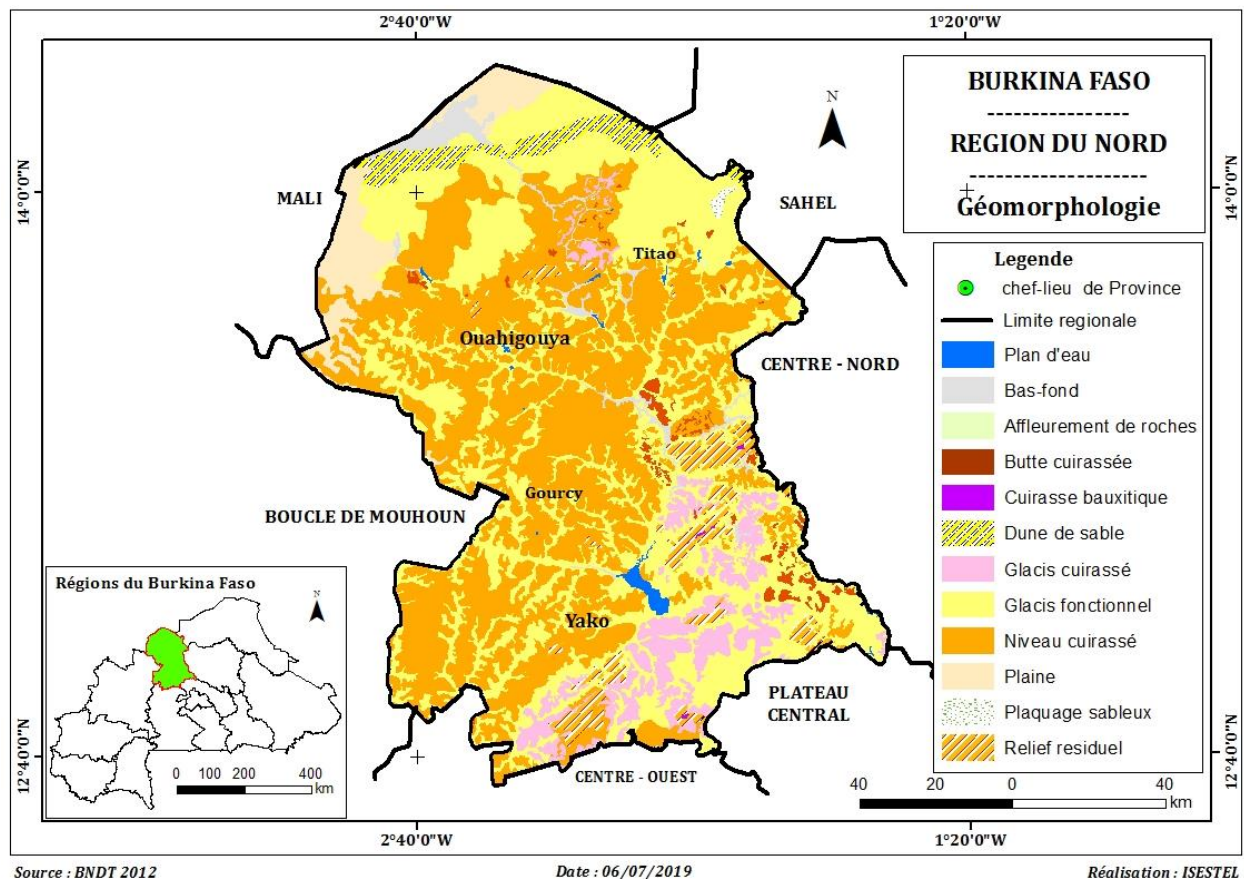 2°40'0"W
1°20'0"W
BURKINA FASO
---------------------
REGION DU NORD
-----------------------
Géomorphologie
N
14°0'0"N
14°0'0"N
MALI
SAHEL
Titao
Ouahigouya
CENTRE - NORD
Gourcy
BOUCLE DE MOUHOUN
Yako
PLATEAU
CENTRAL
CENTRE - OUEST
Legende
chef-lieu de Province
Limite regionale
Plan d'eau
Bas-fond
Affleurement de roches
Butte cuirassée
Cuirasse bauxitique
Dune de sable
Glacis cuirassé
Glacis fonctionnel
Niveau cuirassé
Plaine
Plaquage sableux
Relief residuel
Régions du Burkina Faso
N
0 100 200 400
km
40 20 0 40
km
12°40'0"N
12°40'0"N
2°40'0"W
1°20'0"W
Source : BNDT 2012
Date : 06/07/2019
Réalisation : ISESTEL